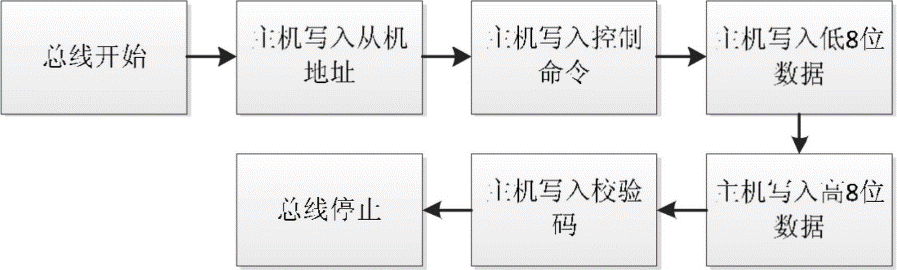 总线开始
主机写入从机
地址
主机写入控制
命令
主机写入低8位
数据
主机写入高8位
数据
主机写入校验
码
总线停止